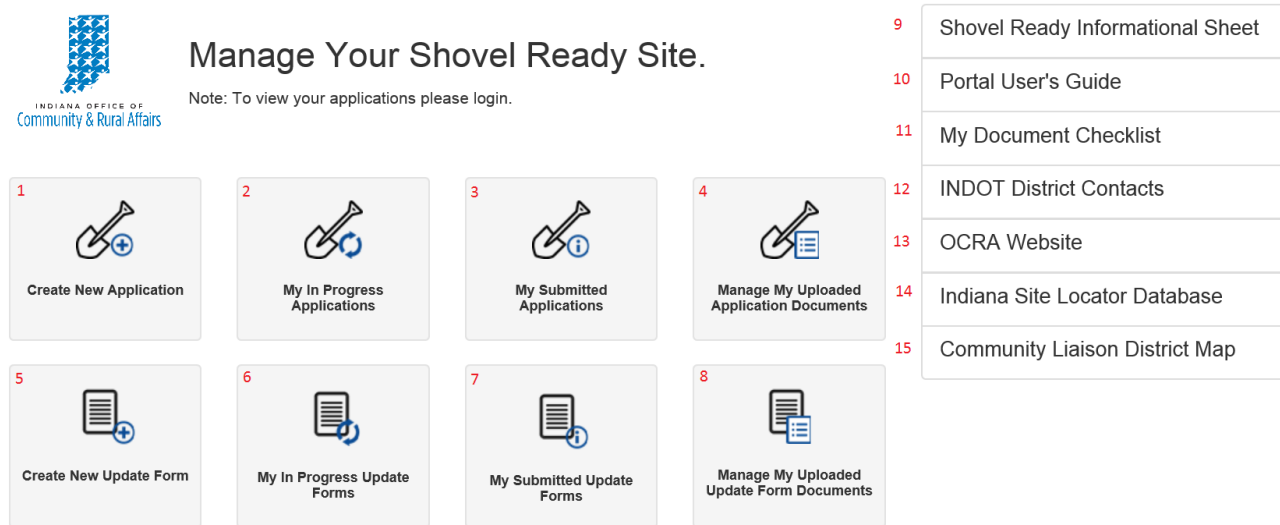 INDIANA OFFICE OF
Community & Rural Affairs
Manage Your Shovel Ready Site.
Note: To view your applications please login.
1
Create New Application
2
My In Progress
Applications
3
My Submitted
Applications
4
Manage My Uploaded
Application Documents
5
Create New Update Form
6
My In Progress Update
Forms
7
My Submitted Update
Forms
8
Manage My Uploaded
Update Form Documents
9 Shovel Ready Informational Sheet
10 Portal User's Guide
11 My Document Checklist
12 INDOT District Contacts
13 OCRA Website
14 Indiana Site Locator Database
15 Community Liaison District Map